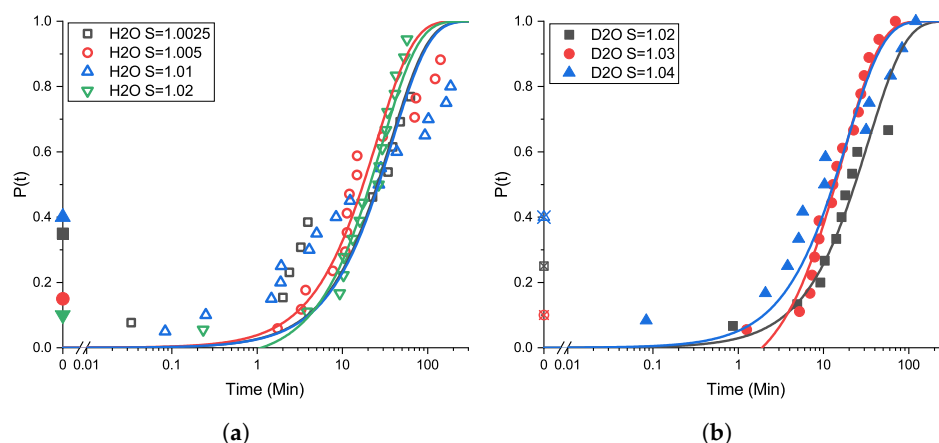 H2O S=1.0025
H2O S=1.005
H2O S=1.01
H2O S=1.02
P(t)
1.0
0.8
0.6
0.4
0.2
0.0
0 0.01 0.1 1 10 100
Time (Min)
(a)
D2O S=1.02
D2O S=1.03
D2O S=1.04
P(t)
1.0
0.8
0.6
0.4
0.2
0.0
0 0.01 0.1 1 10 100
Time (Min)
(b)